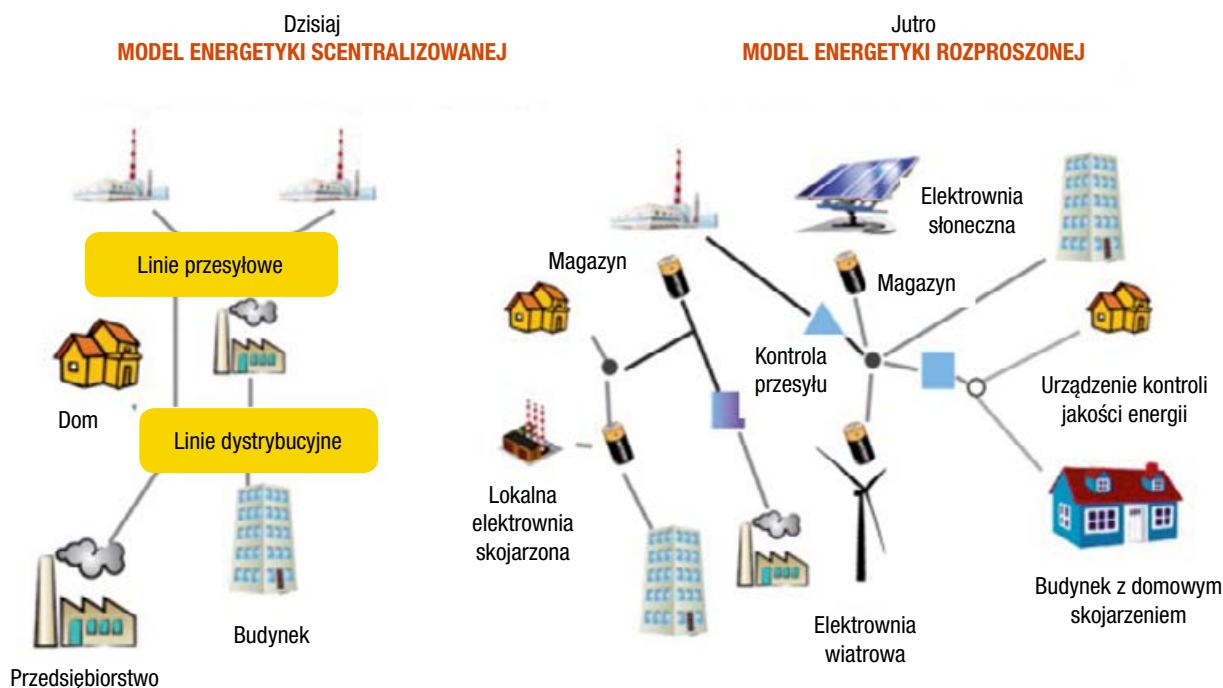 Dzisiaj
MODEL ENERGETYKI SCENTRALIZOWANEJ
Linie przesyłowe
Dom
Linie dystrybucyjne
Budynek
Przedsiębiorstwo
Jutro
MODEL ENERGETYKI ROZPROSZONEJ
Elektrownia
słoneczna
Magazyn
Magazyn
Kontrola
przesyłu
Urządzenie kontroli
jakości energii
Lokalna
elektrownia
skojarzona
Elektrownia
wiatrowa
Budynek z domowym
skojarzeniem